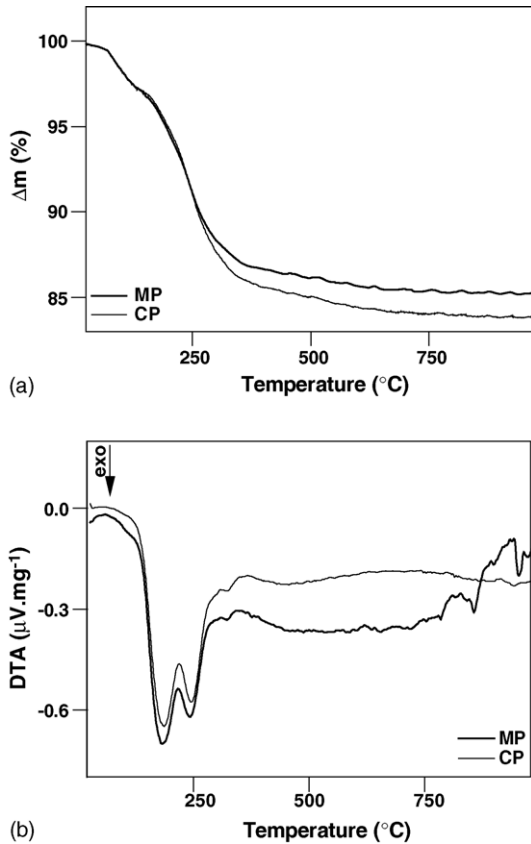 100
95
90
85
Δm (%)
MP
CP
250 500 750
Temperature (°C)
(a)
exo
0.0
-0.3
-0.6
DTA (μV.mg⁻¹)
MP
CP
250 500 750
Temperature (°C)
(b)